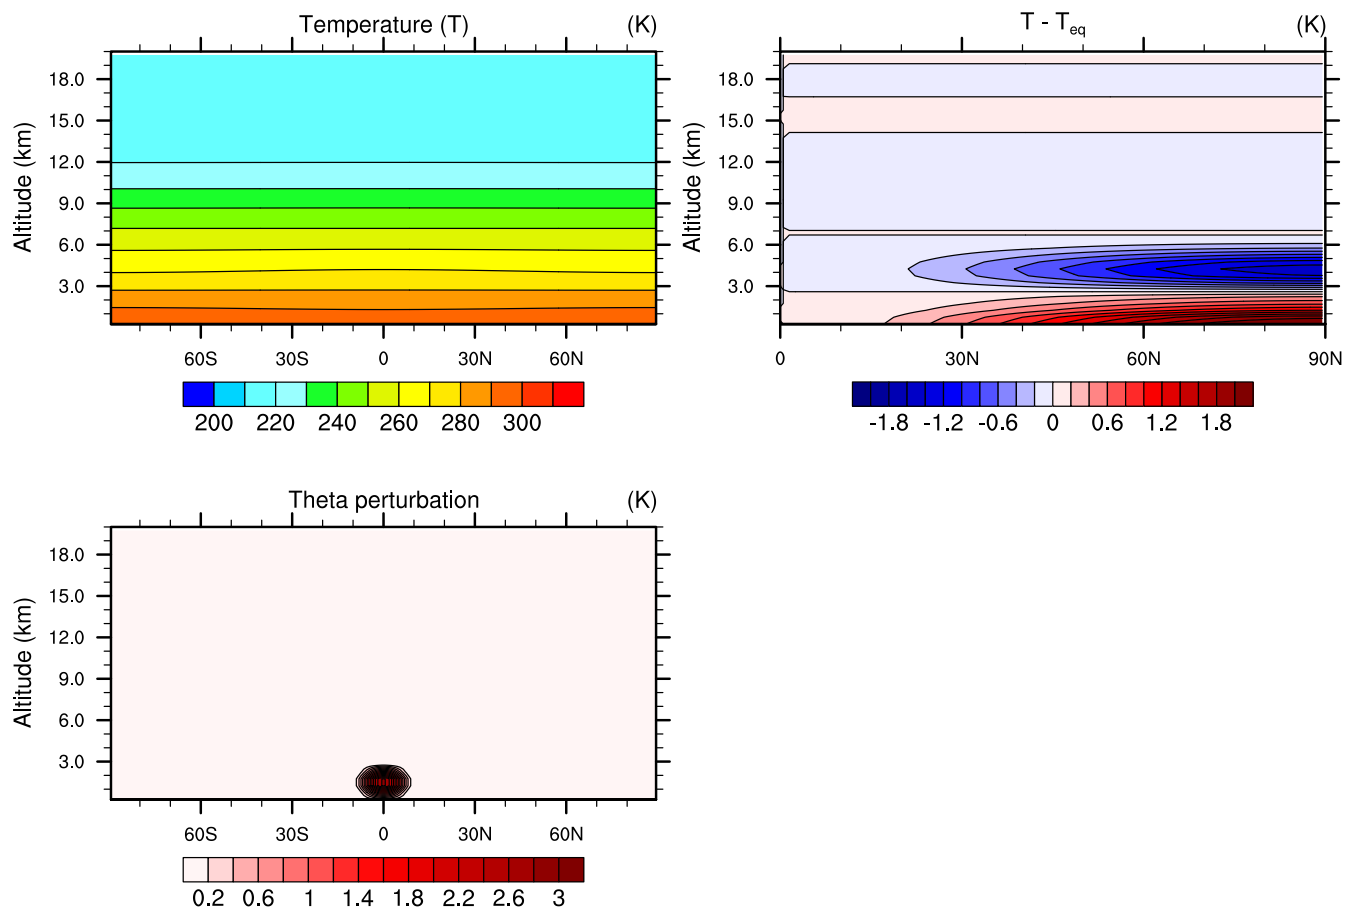 Temperature (T) (K)
Altitude (km)
18.0
15.0
12.0
9.0
6.0
3.0
60S 30S 0 30N 60N
200 220 240 260 280 300
T - Teq (K)
Altitude (km)
18.0
15.0
12.0
9.0
6.0
3.0
0 30N 60N 90N
-1.8 -1.2 -0.6 0 0.6 1.2 1.8
Theta perturbation (K)
Altitude (km)
18.0
15.0
12.0
9.0
6.0
3.0
60S 30S 0 30N 60N
0.2 0.6 1 1.4 1.8 2.2 2.6 3